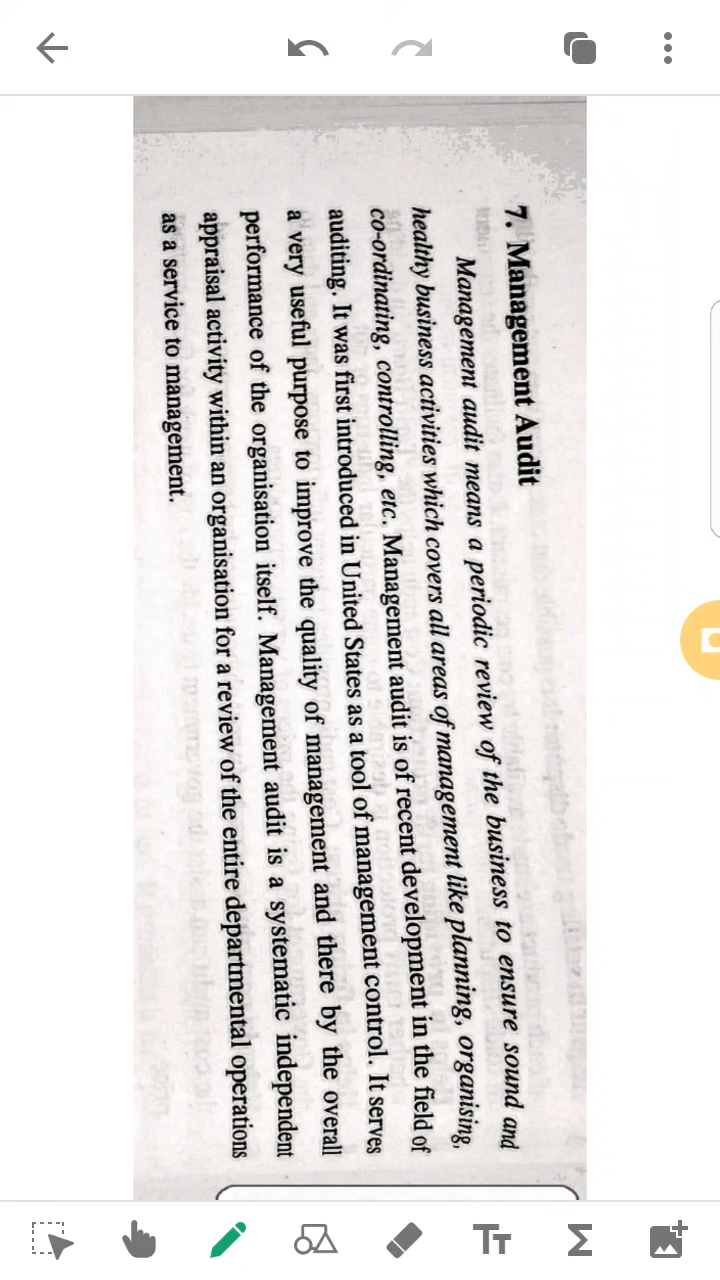 7. Management Audit
Management audit means a periodic review of the business to ensure sound and
healthy business activities which covers all areas of management like planning, organising,
co-ordinating, controlling, etc. Management audit is of recent development in the field of
auditing. It was first introduced in United States as a tool of management control. It serves
a very useful purpose to improve the quality of management and there by the overall
performance of the organisation itself. Management audit is a systematic independent
appraisal activity within an organisation for a review of the entire departmental operations
as a service to management.
Tт
Σ